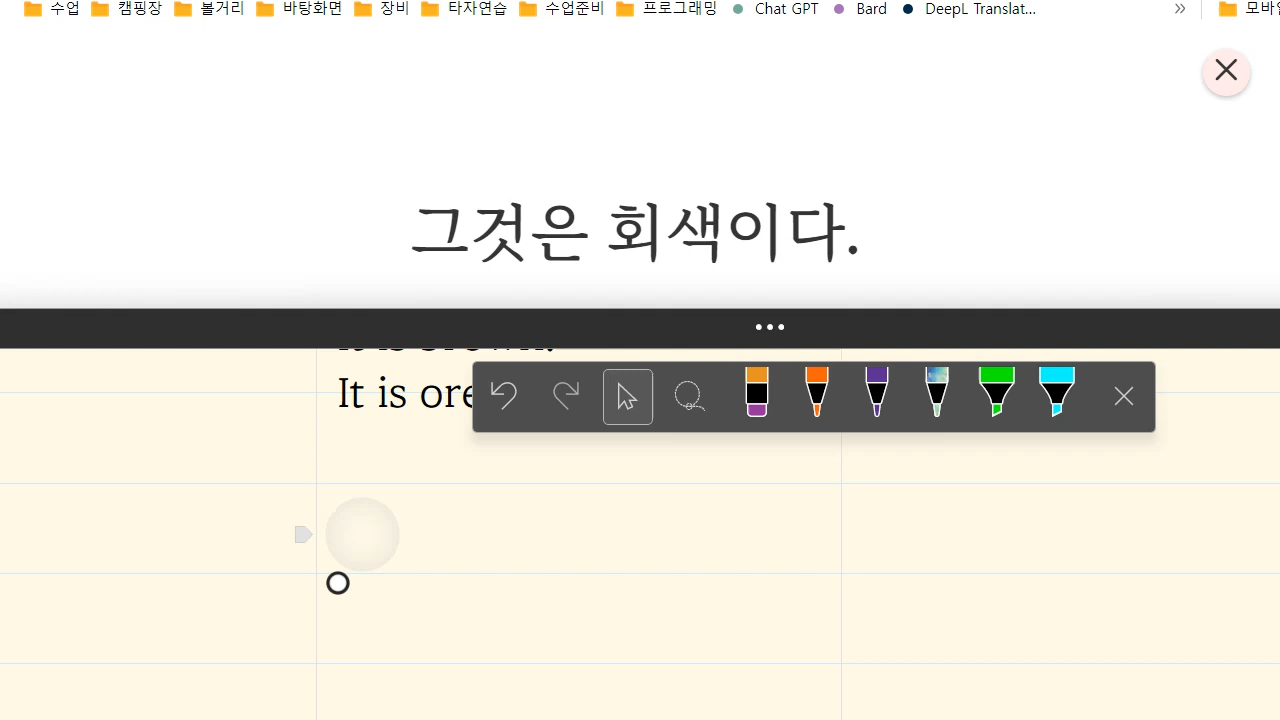 수업 캠핑장 볼거리 바탕화면 장비 타자연습 수업준비 프로그래밍 Chat GPT Bard DeepL Translat... »
그것은 회색이다.
It is